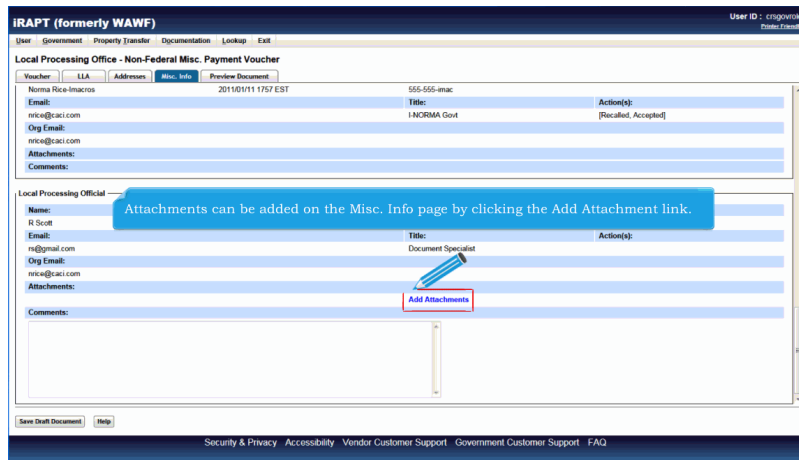 iRAPT (formerly WAWF)
User ID : crsgovrok
Printer Friendl
User Government Property Transfer Documentation Lookup Exit
Local Processing Office - Non-Federal Misc. Payment Voucher
Voucher LLA Addresses Misc. Info Preview Document
Norma Rice-Imacros 2011/01/11 1757 EST 555-555-imac
Email: Title: Action(s):
nrice@caci.com I-NORMA Govt [Recalled, Accepted]
Org Email:
nrice@caci.com
Attachments:
Comments:
Local Processing Official
Attachments can be added on the Misc. Info page by clicking the Add Attachment link.
Name:
R Scott
Email: Title: Action(s):
rs@gmail.com Document Specialist
Org Email:
nrice@caci.com
Attachments:
Add Attachments
Comments:
Save Draft Document Help
Security & Privacy Accessibility Vendor Customer Support Government Customer Support FAQ